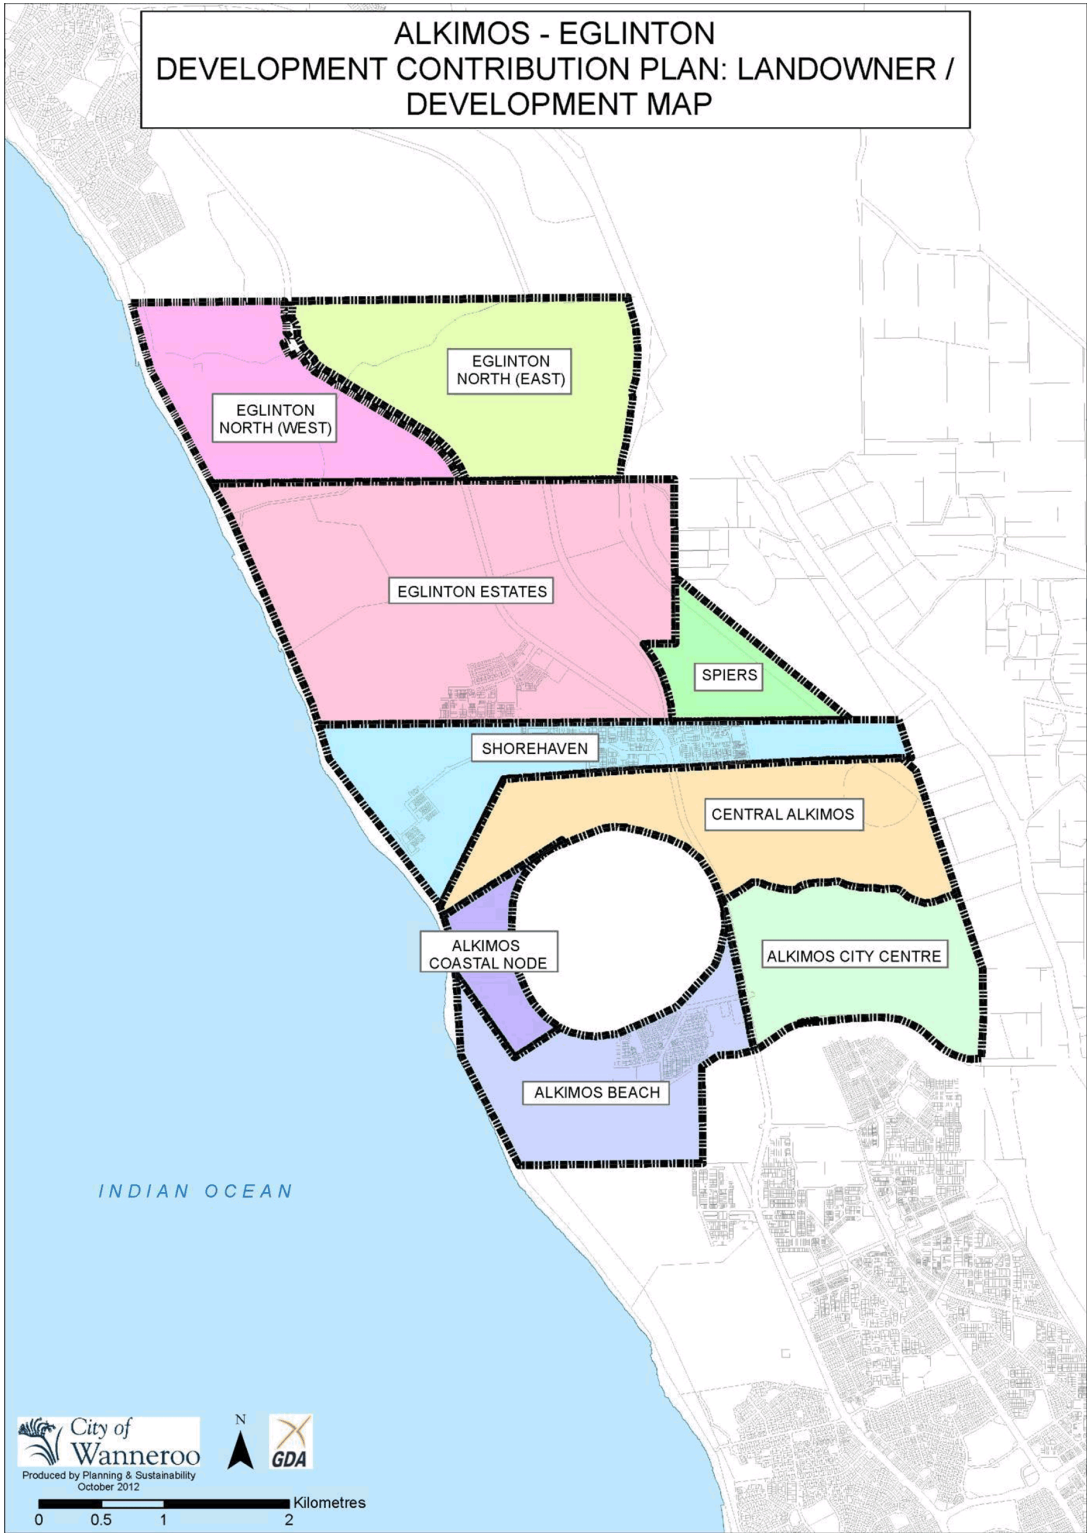 ALKIMOS - EGLINTON
DEVELOPMENT CONTRIBUTION PLAN: LANDOWNER /
DEVELOPMENT MAP
EGLINTON
NORTH (EAST)
EGLINTON
NORTH (WEST)
EGLINTON ESTATES
SPIERS
SHOREHAVEN
CENTRAL ALKIMOS
ALKIMOS
COASTAL NODE
ALKIMOS CITY CENTRE
ALKIMOS BEACH
INDIAN OCEAN
City of
Wanneroo
Produced by Planning & Sustainability
October 2012
N
GDA
Kilometres
0 0.5 1 2